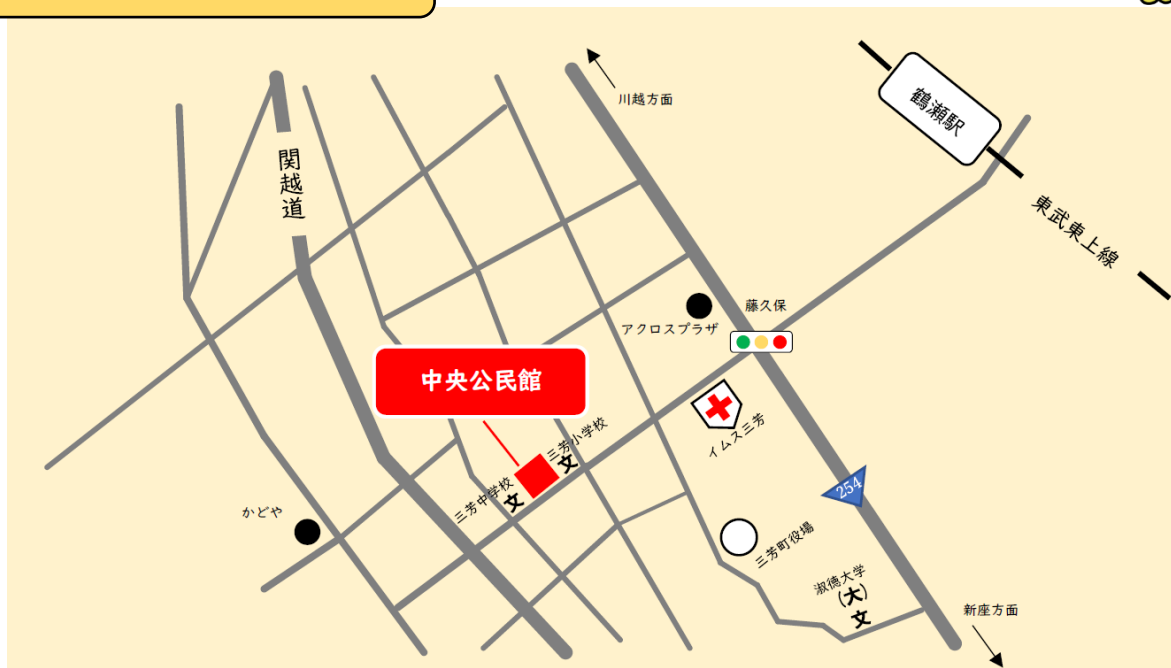 川越方面
鶴瀬駅
関越道
東武東上線
藤久保
アクロスプラザ
中央公民館
イムス三芳
三芳小学校
文
三芳中学校
文
かどや
254
三芳町役場
淑徳大学
(大)
文
新座方面